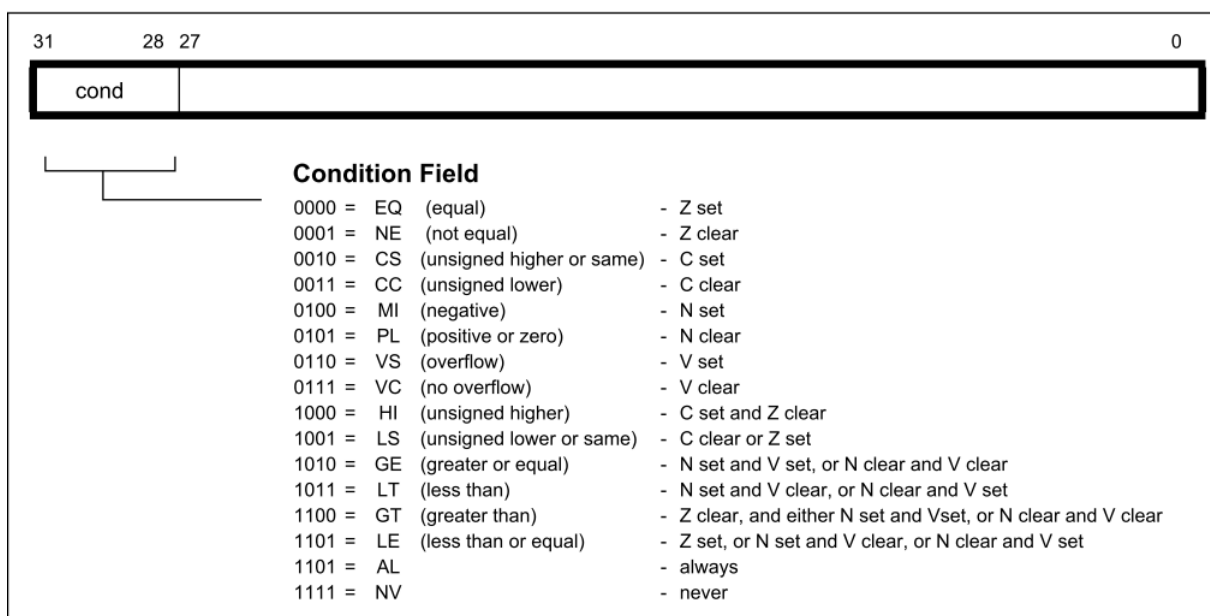 31 28 27 0
cond
Condition Field
0000 = EQ (equal) - Z set
0001 = NE (not equal) - Z clear
0010 = CS (unsigned higher or same) - C set
0011 = CC (unsigned lower) - C clear
0100 = MI (negative) - N set
0101 = PL (positive or zero) - N clear
0110 = VS (overflow) - V set
0111 = VC (no overflow) - V clear
1000 = HI (unsigned higher) - C set and Z clear
1001 = LS (unsigned lower or same) - C clear or Z set
1010 = GE (greater or equal) - N set and V set, or N clear and V clear
1011 = LT (less than) - N set and V clear, or N clear and V set
1100 = GT (greater than) - Z clear, and either N set and Vset, or N clear and V clear
1101 = LE (less than or equal) - Z set, or N set and V clear, or N clear and V set
1101 = AL - always
1111 = NV - never